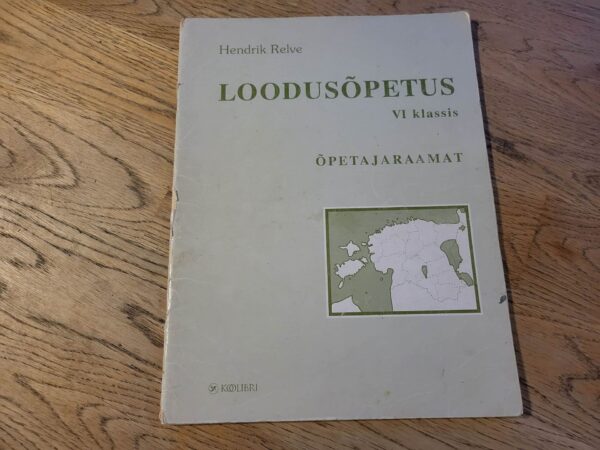 Hendrik Relve
LOODUSÕPETUS
VI klassis
ÕPETAJARAAMAT
KOOLIBRI